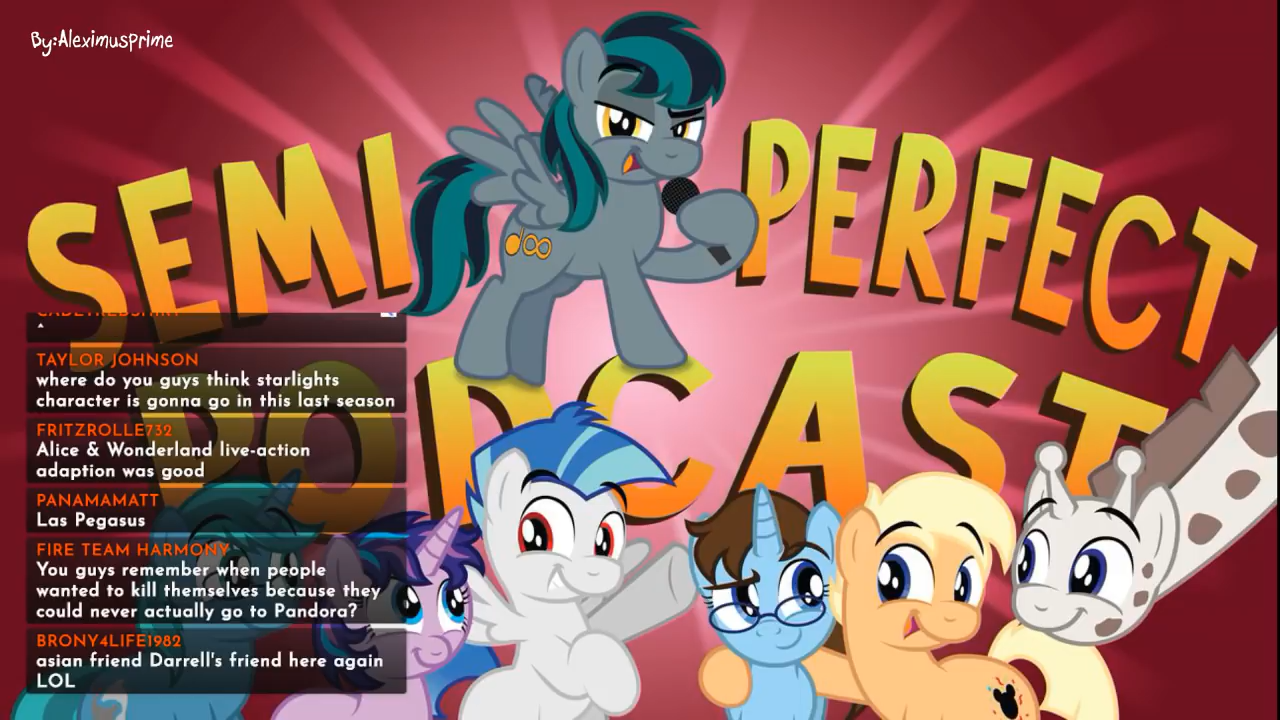 By:Aleximusprime
SEMI PERFECT
PODCAST
CADETREDSHIRT
^
TAYLOR JOHNSON
where do you guys think starlights
character is gonna go in this last season
FRITZROLLE732
Alice & Wonderland live-action
adaption was good
PANAMAMATT
Las Pegasus
FIRE TEAM HARMONY
You guys remember when people
wanted to kill themselves because they
could never actually go to Pandora?
BRONY4LIFE1982
asian friend Darrell's friend here again
LOL